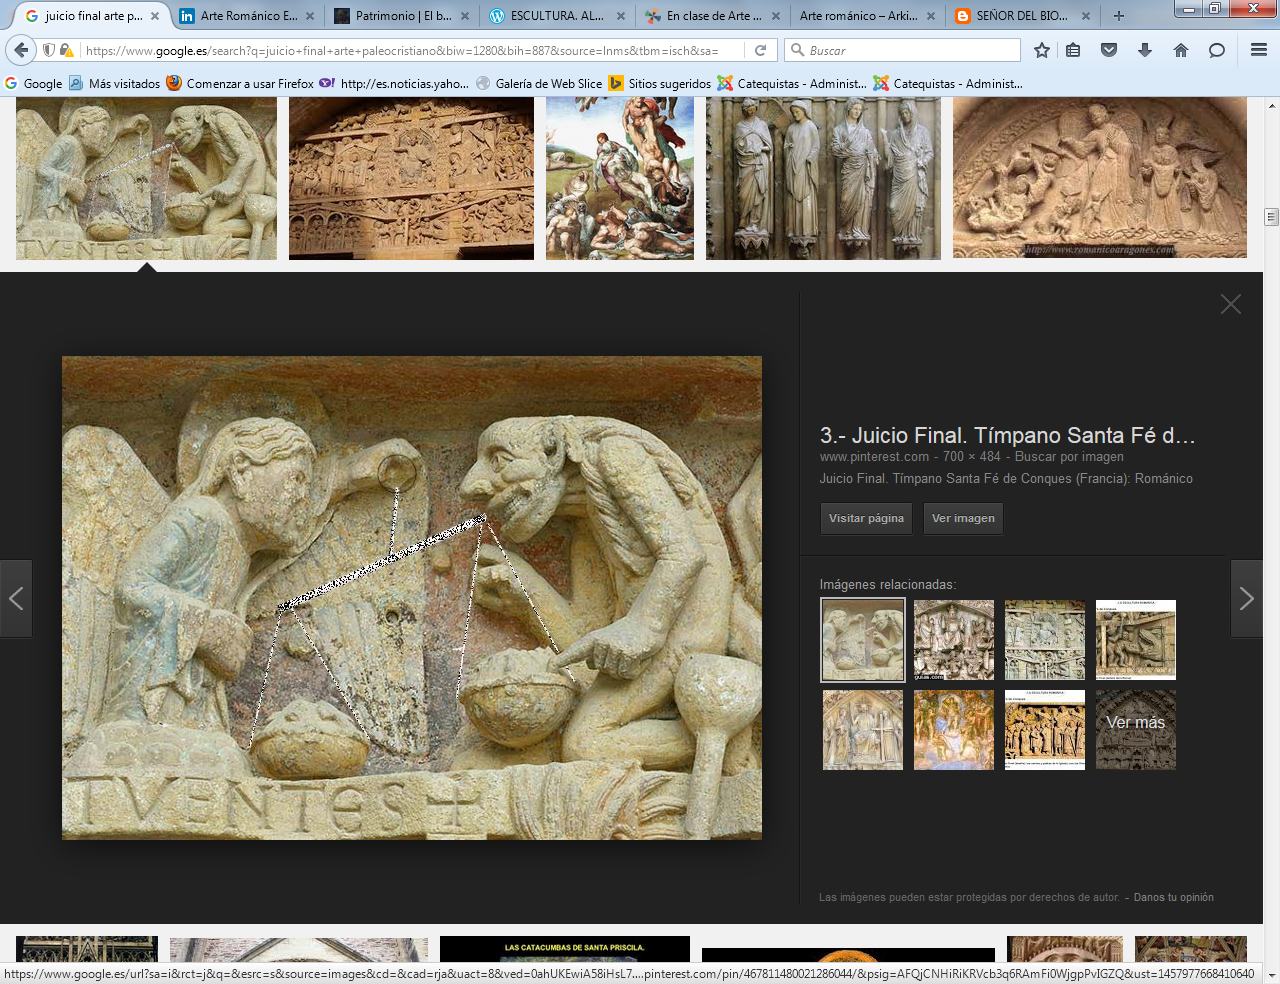 juicio final arte p...
Arte Románico E...
Patrimonio | El b...
ESCULTURA. AL...
En clase de Arte ...
Arte románico – Arki...
SEÑOR DEL BIO...
https://www.google.es/search?q=juicio+final+arte+paleocristiano&biw=1280&bih=887&source=lnms&tbm=isch&sa=
Buscar
Google
Más visitados
Comenzar a usar Firefox
http://es.noticias.yaho...
Galería de Web Slice
Sitios sugeridos
Catequistas - Administ...
Catequistas - Administ...
TVENTES
http://www.romanicoaragones.com
3.- Juicio Final. Tímpano Santa Fé d...
www.pinterest.com - 700 × 484 - Buscar por imagen
Juicio Final. Tímpano Santa Fé de Conques (Francia): Románico
Visitar página
Ver imagen
Imágenes relacionadas:
Ver más
TVENTES
Las imágenes pueden estar protegidas por derechos de autor. - Danos tu opinión
LAS CATACUMBAS DE SANTA PRISCILA.
https://www.google.es/url?sa=i&rct=j&q=&esrc=s&source=images&cd=&cad=rja&uact=8&ved=0ahUKEwiA58iHsL7....pinterest.com/pin/467811480021286044/&psig=AFQjCNHiRiKRVcb3q6RAmFi0WjgpPvIGZQ&ust=1457977668410640